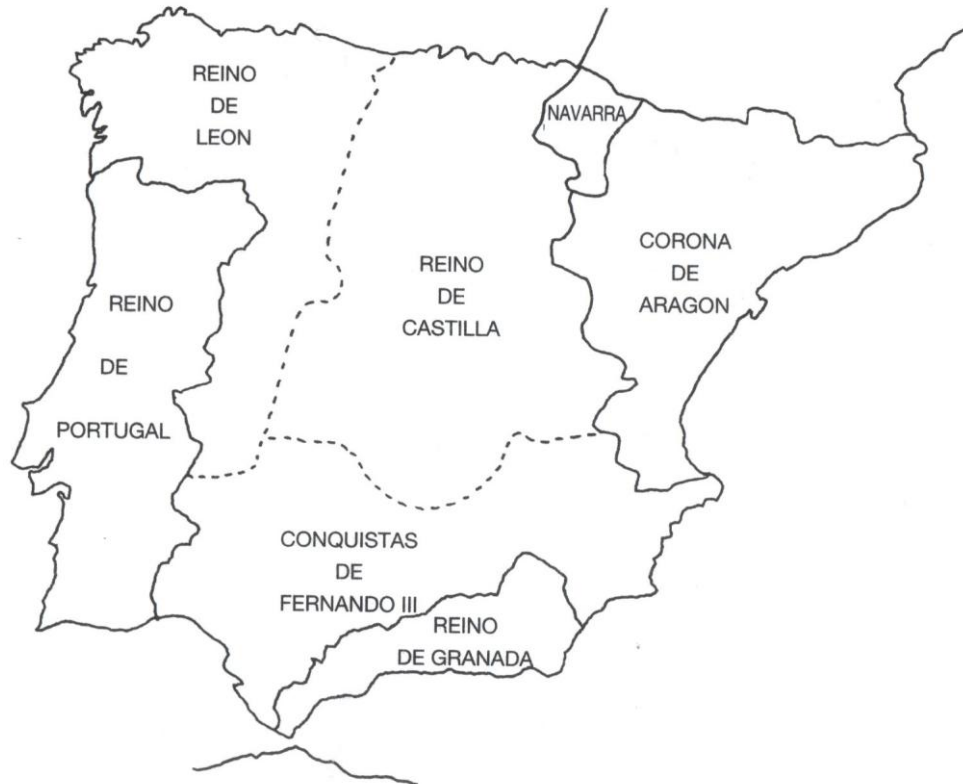 REINO
DE
LEON
NAVARRA
CORONA
DE
ARAGON
REINO
DE
CASTILLA
REINO
DE
PORTUGAL
CONQUISTAS
DE
FERNANDO III
REINO
DE GRANADA